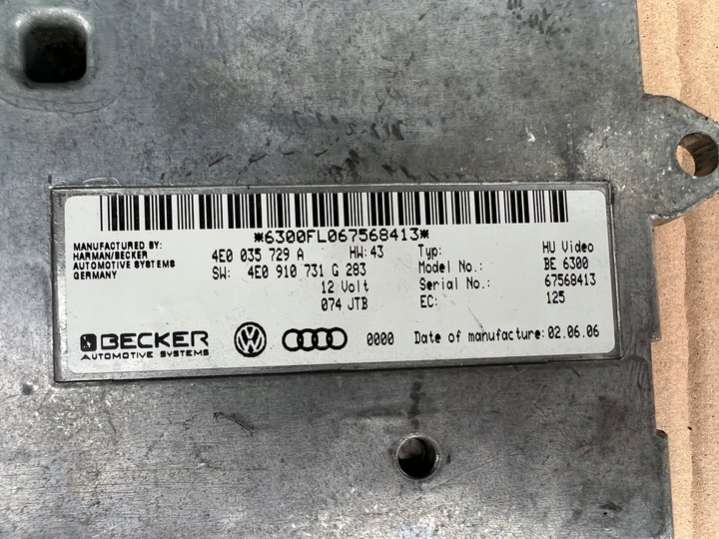 *6300FL067568413*
MANUFACTURED BY:
HARMAN/BECKER
AUTOMOTIVE SYSTEMS
GERMANY
4E0 035 729 A HW:43
SW: 4E0 910 731 G 283
12 Volt
074 JTB
Typ: HU Video
Model No.: BE 6300
Serial No.: 67568413
EC: 125
BECKER
AUTOMOTIVE SYSTEMS
0000 Date of manufacture:02.06.06